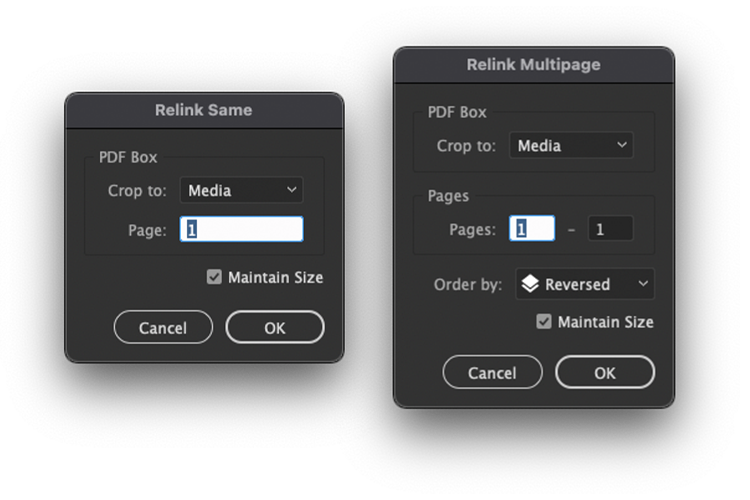 Relink Same
PDF Box
Crop to: Media
Page: 1
Maintain Size
Cancel OK
Relink Multipage
PDF Box
Crop to: Media
Pages
Pages: 1 - 1
Order by: Reversed
Maintain Size
Cancel OK